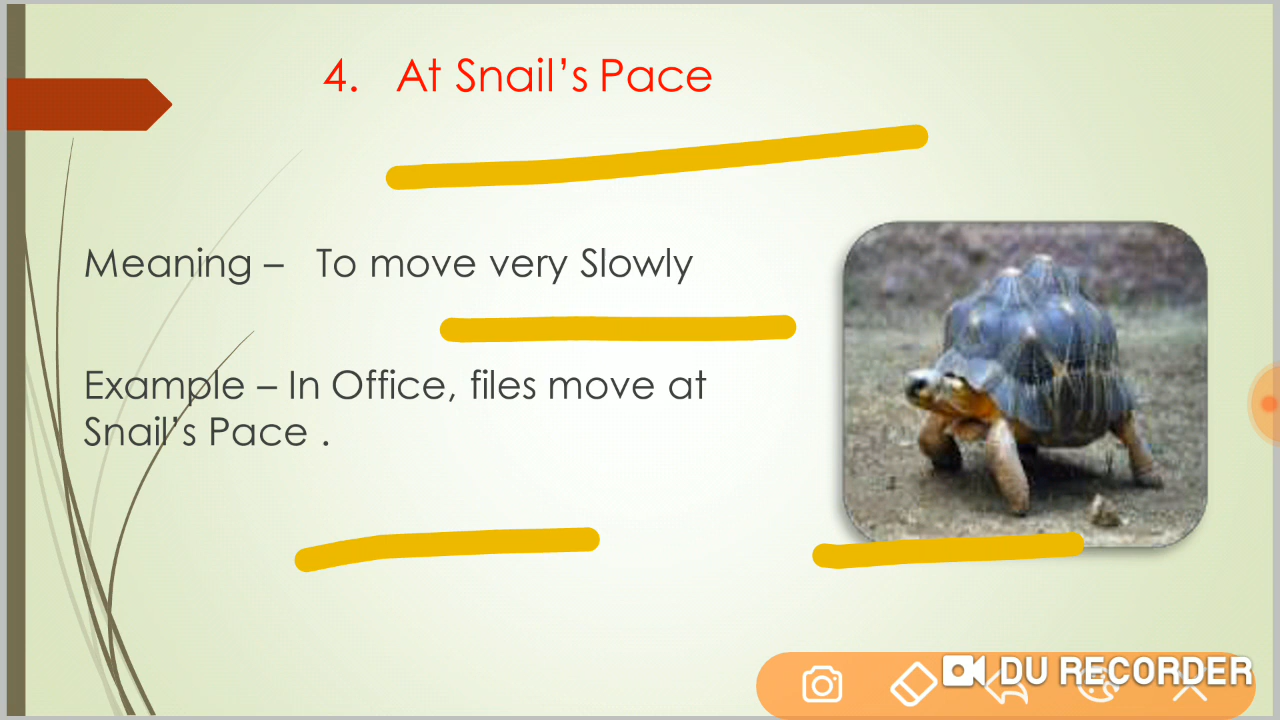 4. At Snail’s Pace
Meaning – To move very Slowly
Example – In Office, files move at
Snail’s Pace .
DU RECORDER